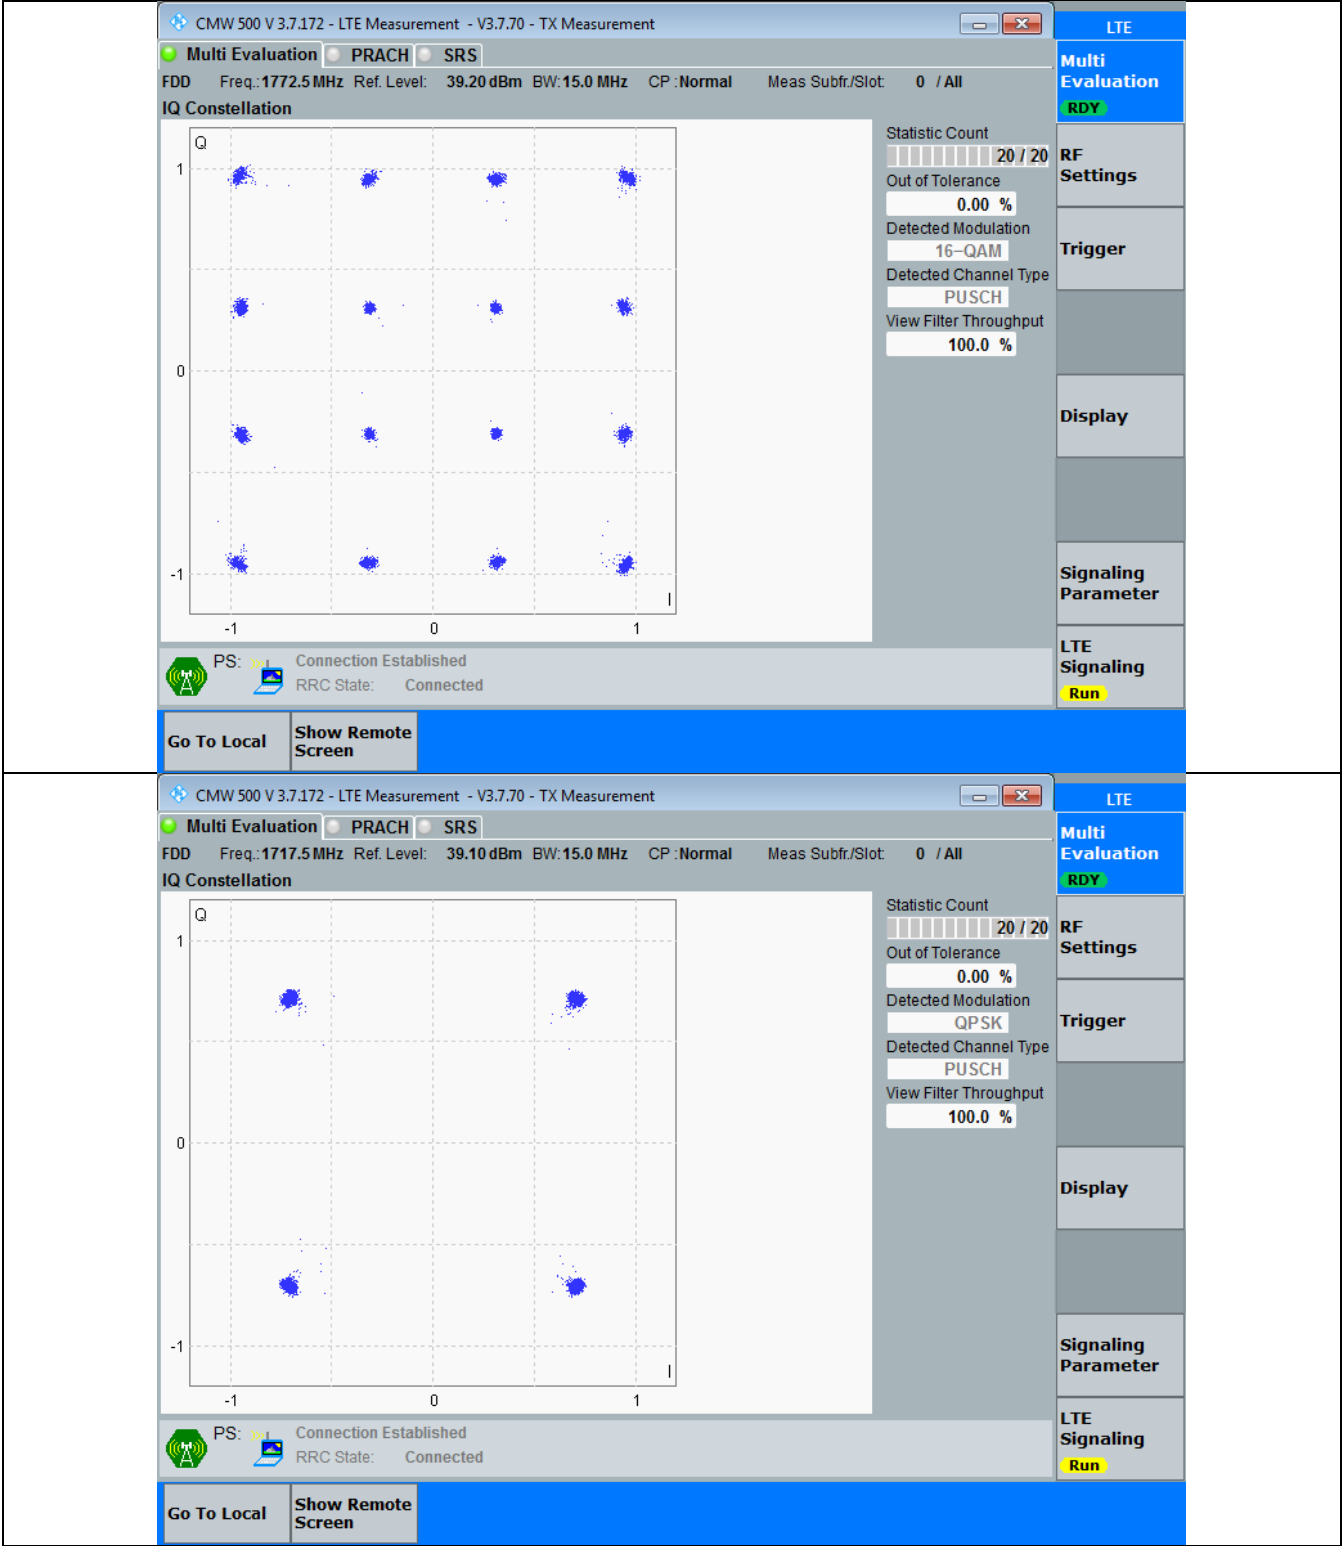 CMW 500 V 3.7.172 - LTE Measurement  - V3.7.70 - TX Measurement
LTE
Multi Evaluation PRACH SRS
Multi
Evaluation
RDY
FDD Freq.:1772.5 MHz Ref. Level: 39.20 dBm BW:15.0 MHz CP :Normal Meas Subfr./Slot: 0 / All
IQ Constellation
Q
1
0
-1
-1 0 1
I
Statistic Count
20 / 20
Out of Tolerance
0.00 %
Detected Modulation
16-QAM
Detected Channel Type
PUSCH
View Filter Throughput
100.0 %
RF
Settings
Trigger
Display
Signaling
Parameter
LTE
Signaling
Run
PS: Connection Established
RRC State: Connected
Go To Local
Show Remote
Screen
CMW 500 V 3.7.172 - LTE Measurement  - V3.7.70 - TX Measurement
LTE
Multi Evaluation PRACH SRS
Multi
Evaluation
RDY
FDD Freq.:1717.5 MHz Ref. Level: 39.10 dBm BW:15.0 MHz CP :Normal Meas Subfr./Slot: 0 / All
IQ Constellation
Q
1
0
-1
-1 0 1
I
Statistic Count
20 / 20
Out of Tolerance
0.00 %
Detected Modulation
QPSK
Detected Channel Type
PUSCH
View Filter Throughput
100.0 %
RF
Settings
Trigger
Display
Signaling
Parameter
LTE
Signaling
Run
PS: Connection Established
RRC State: Connected
Go To Local
Show Remote
Screen